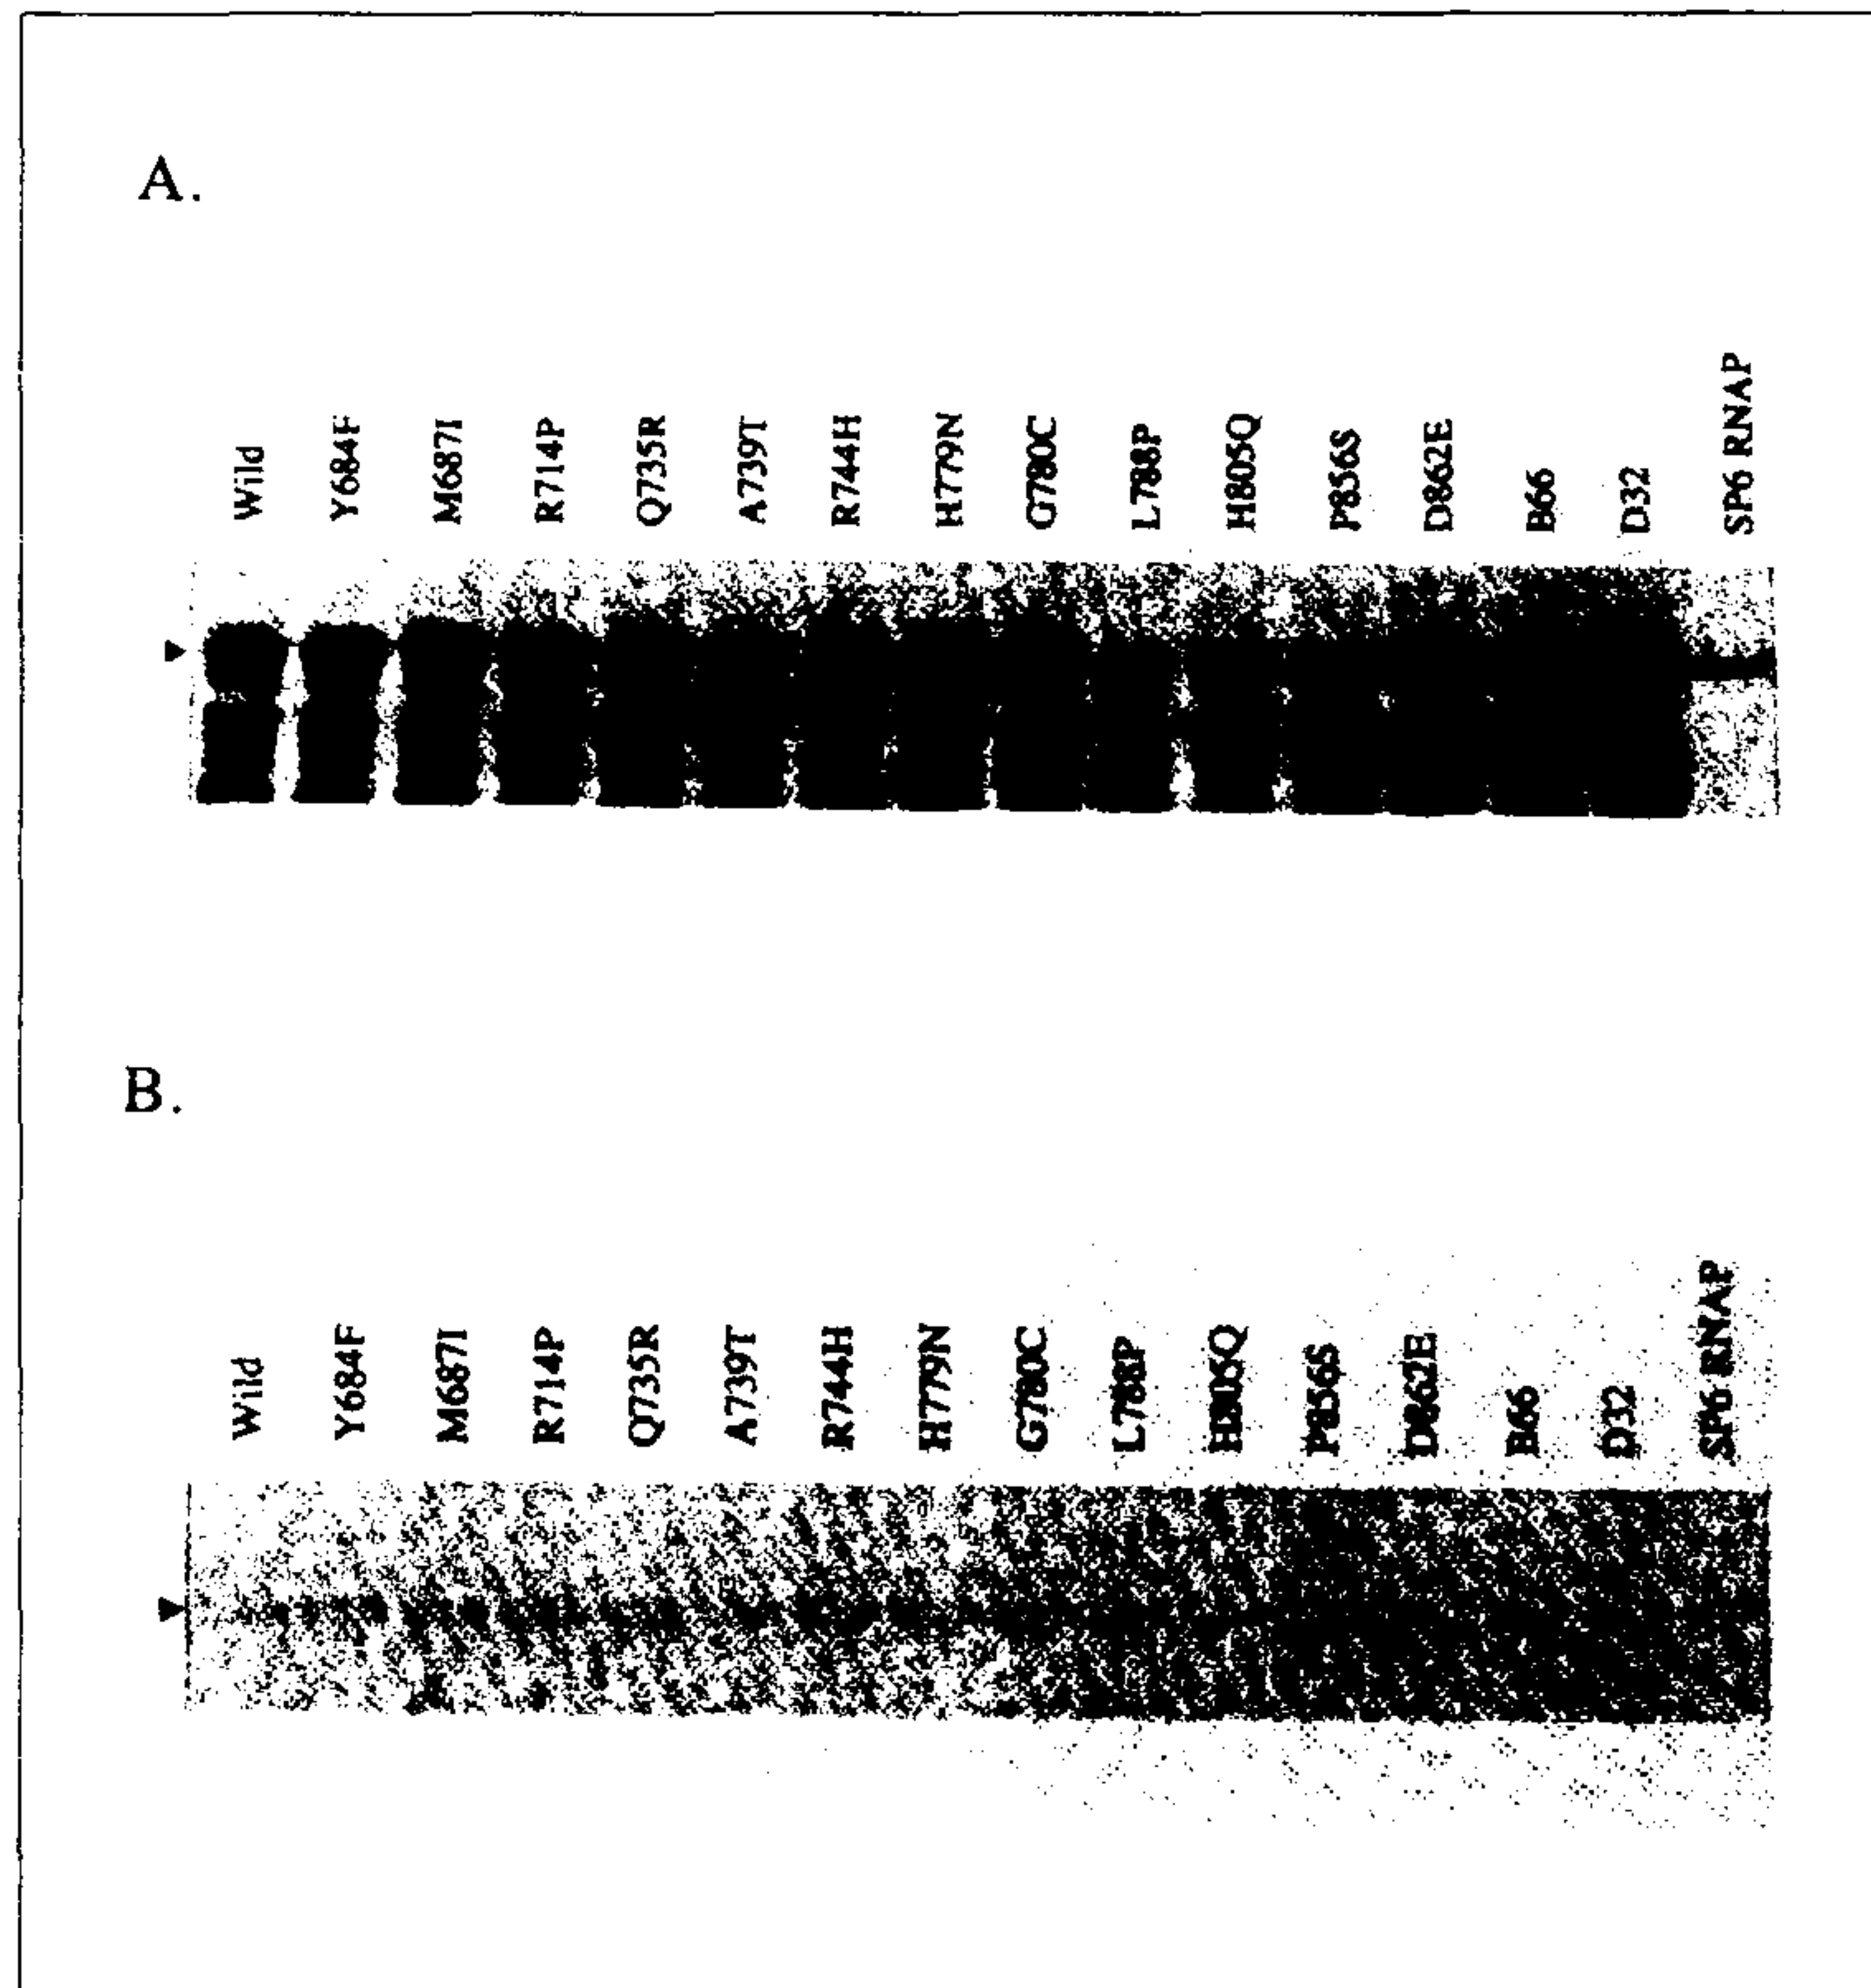 A.
Wild
Y684F
M687I
R714P
Q735R
A739T
R744H
H779N
G780C
L788P
H805Q
P856S
D862E
B66
D32
SP6 RNAP
B.
Wild
Y684F
M687I
R714P
Q735R
A739T
R744H
H779N
G780C
L788P
H805Q
P856S
D862E
B66
D32
SP6 RNAP